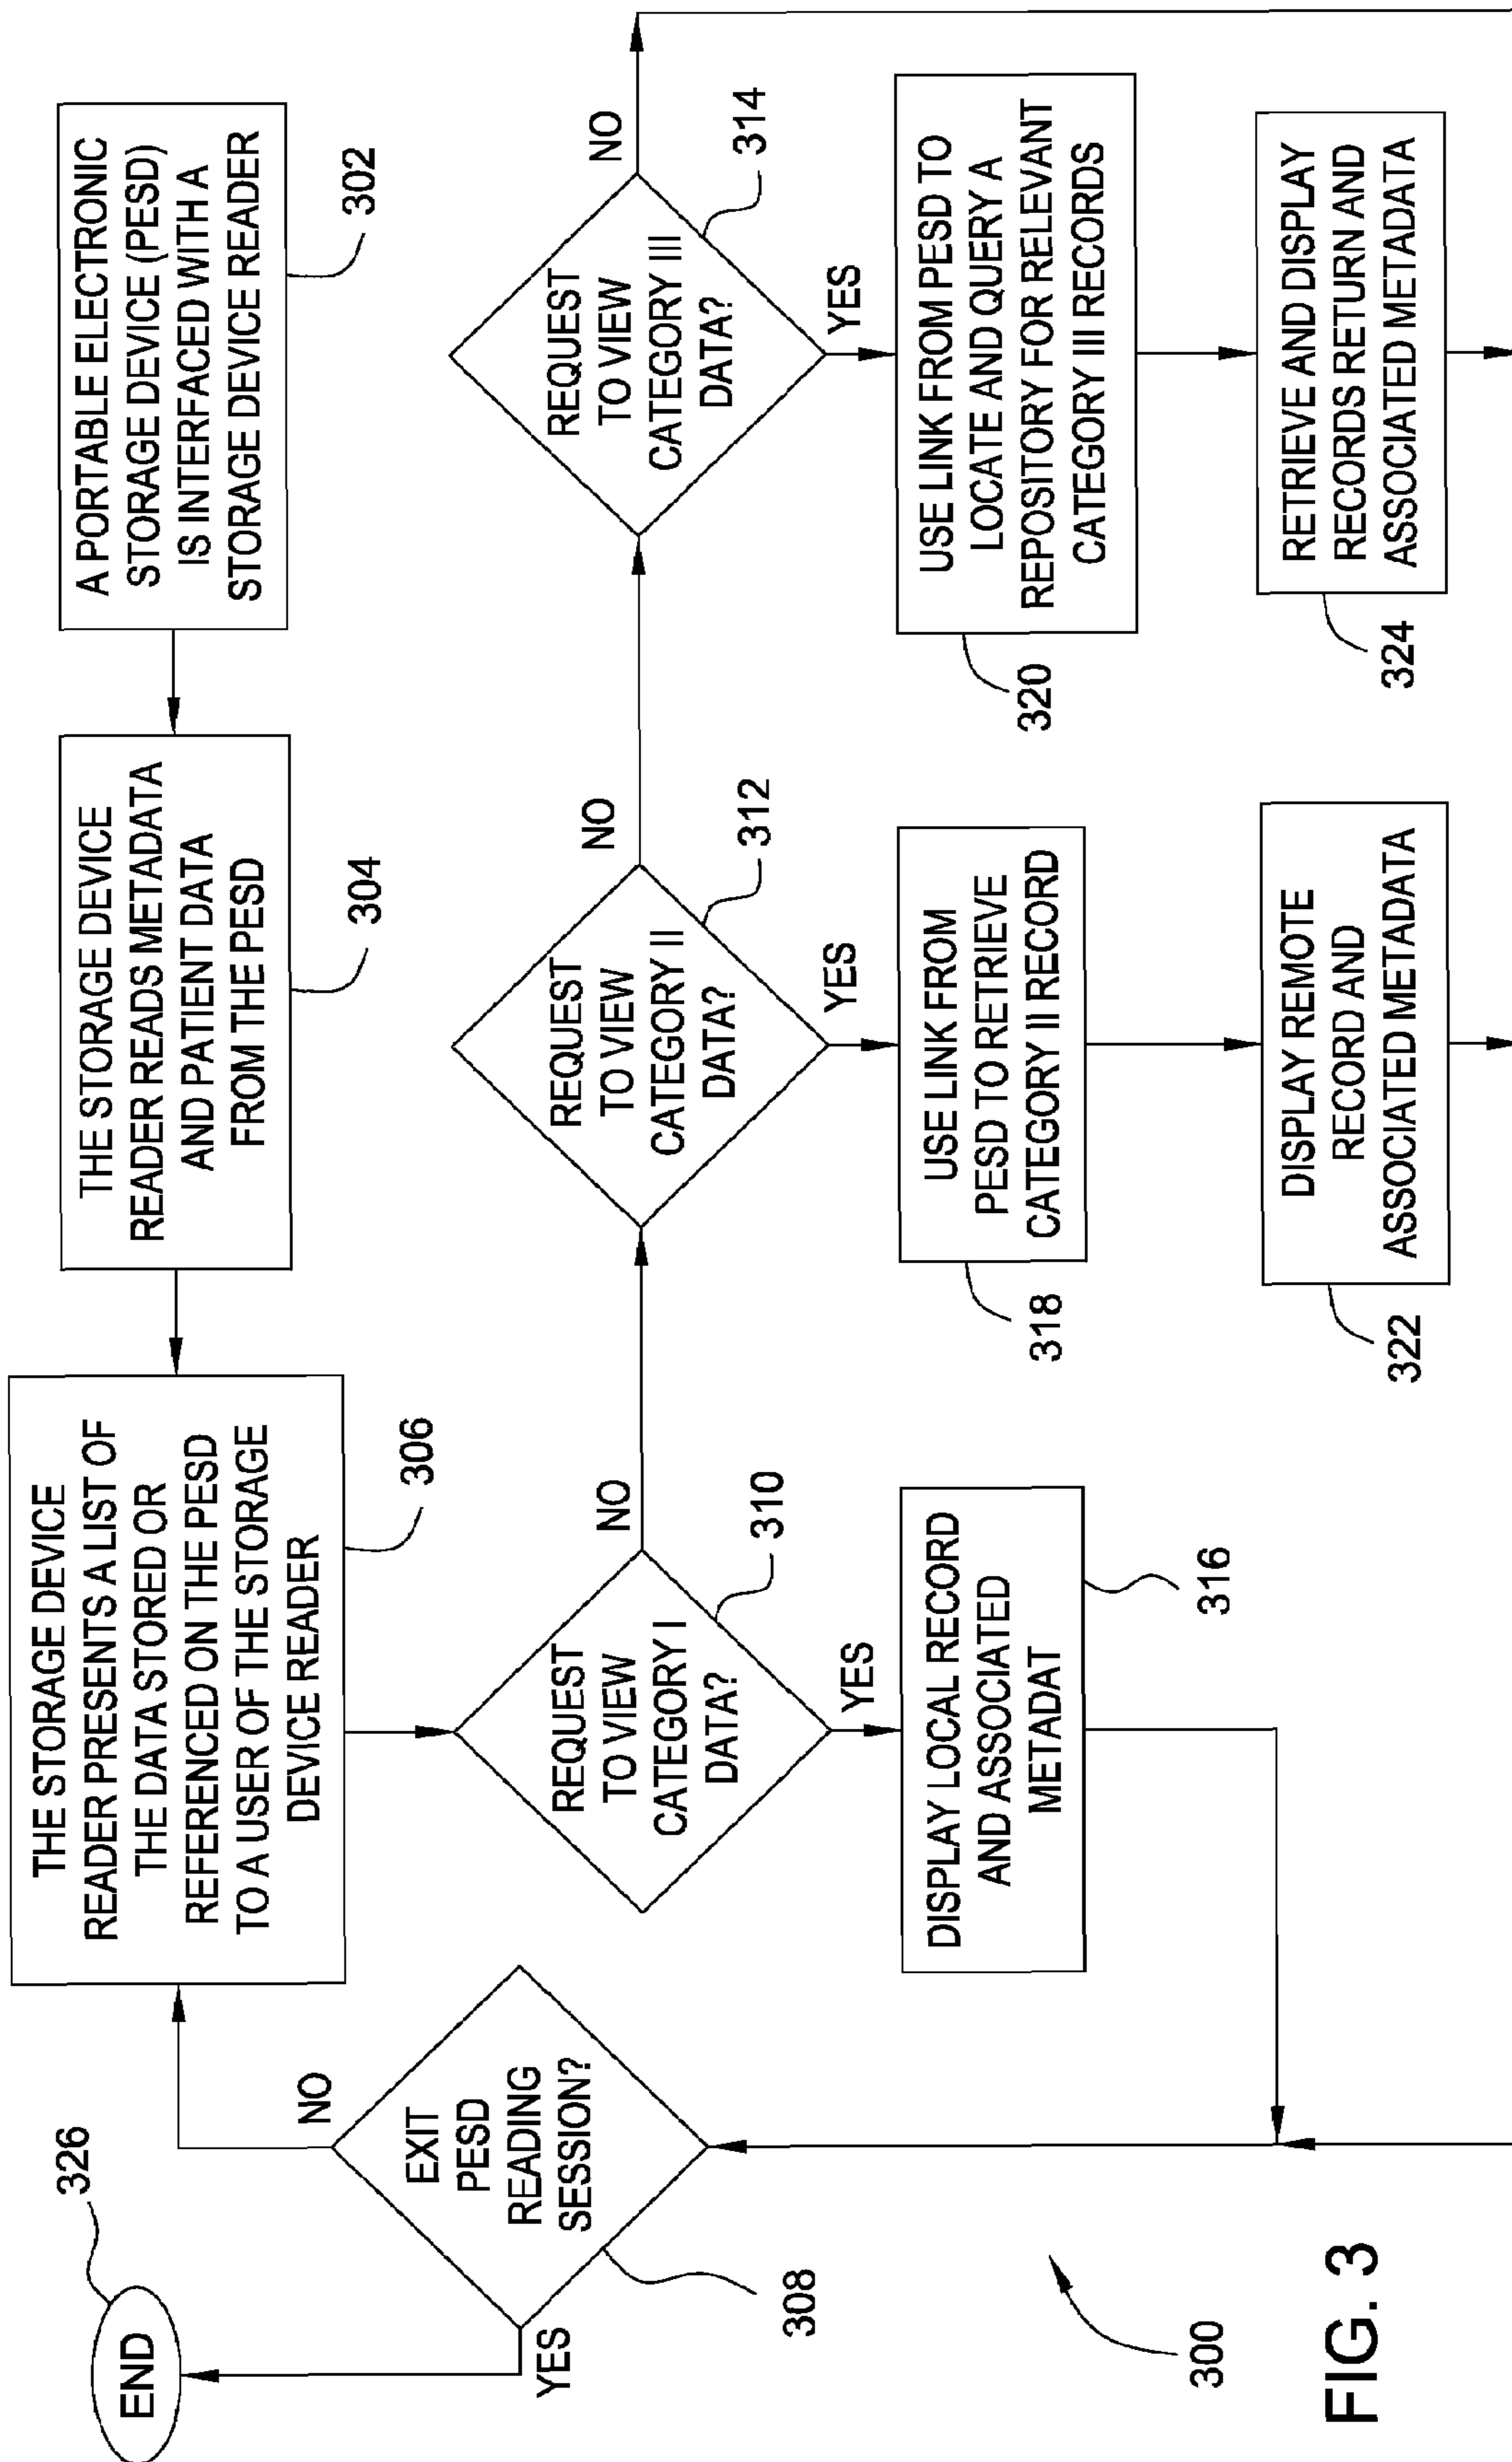 A PORTABLE ELECTRONIC
STORAGE DEVICE (PESD)
IS INTERFACED WITH A
STORAGE DEVICE READER
302
THE STORAGE DEVICE
READER READS METADATA
AND PATIENT DATA
FROM THE PESD
304
THE STORAGE DEVICE
READER PRESENTS A LIST OF
THE DATA STORED OR
REFERENCED ON THE PESD
TO A USER OF THE STORAGE
DEVICE READER
306
EXIT
PESD
READING
SESSION?
308
NO
YES
END
326
REQUEST
TO VIEW
CATEGORY I
DATA?
310
NO
YES
REQUEST
TO VIEW
CATEGORY II
DATA?
312
NO
YES
REQUEST
TO VIEW
CATEGORY III
DATA?
314
NO
YES
DISPLAY LOCAL RECORD
AND ASSOCIATED
METADAT
316
USE LINK FROM
PESD TO RETRIEVE
CATEGORY II RECORD
318
USE LINK FROM PESD TO
LOCATE AND QUERY A
REPOSITORY FOR RELEVANT
CATEGORY III RECORDS
320
DISPLAY REMOTE
RECORD AND
ASSOCIATED METADATA
322
RETRIEVE AND DISPLAY
RECORDS RETURN AND
ASSOCIATED METADATA
324
300
FIG. 3